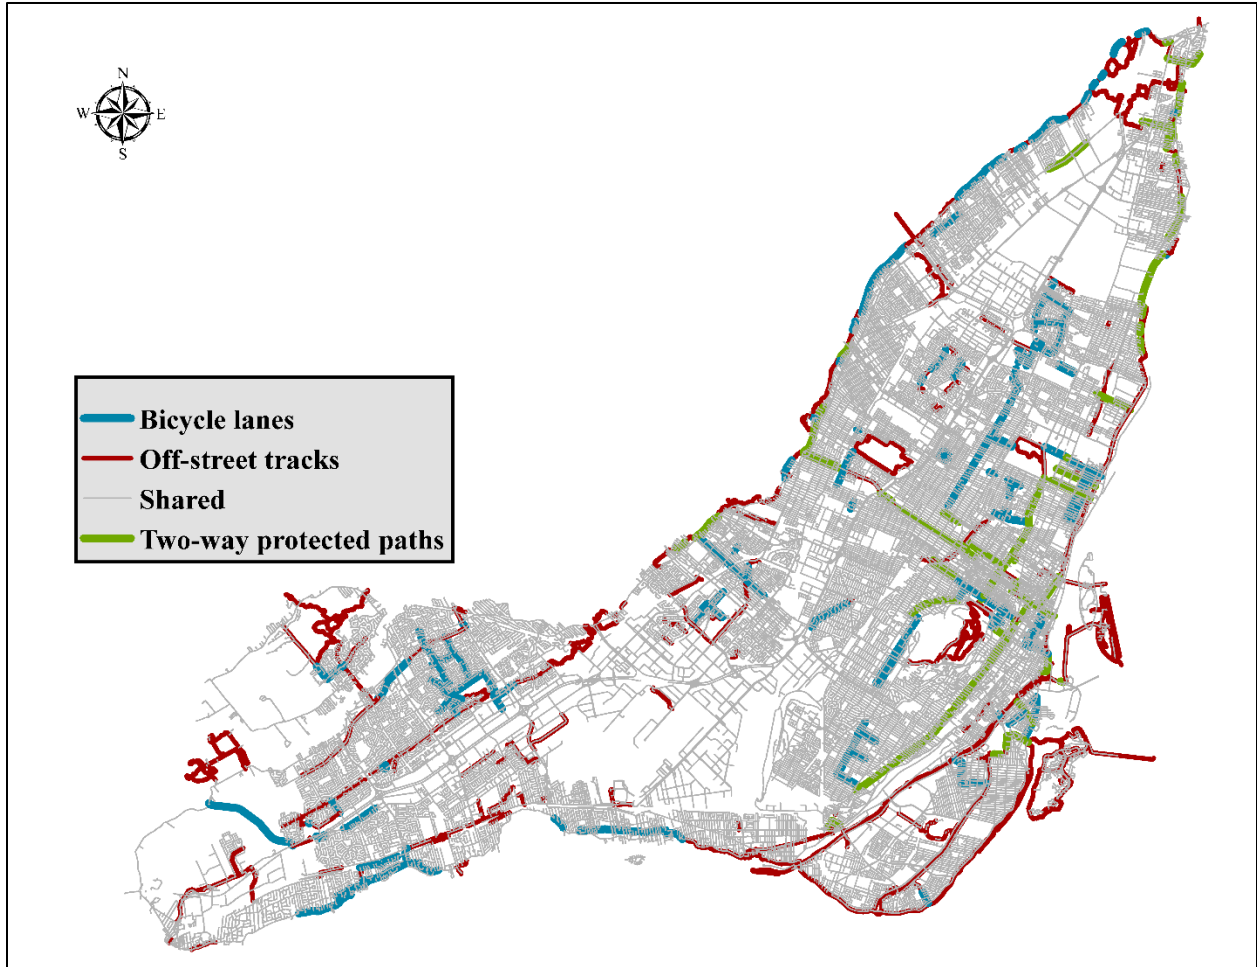 N
W E
S
Bicycle lanes
Off-street tracks
Shared
Two-way protected paths